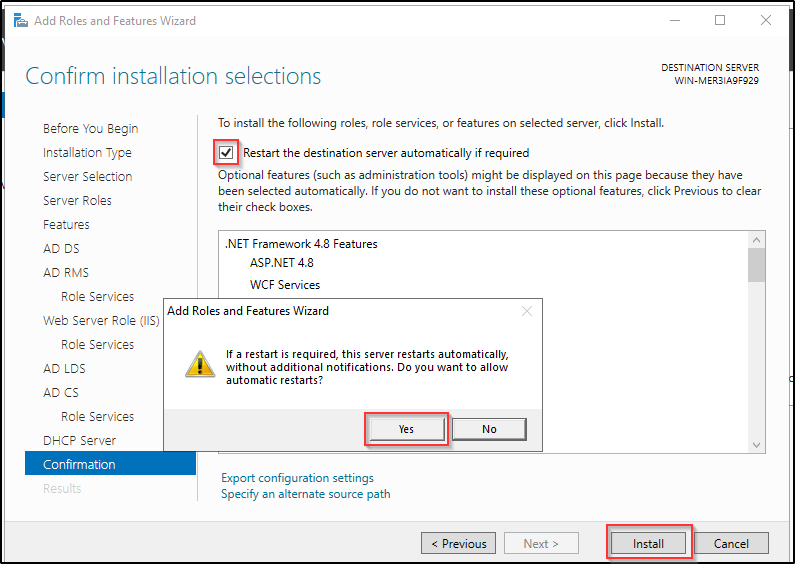 Add Roles and Features Wizard
Confirm installation selections
DESTINATION SERVER
WIN-MER3IA9F929
Before You Begin
Installation Type
Server Selection
Server Roles
Features
AD DS
AD RMS
Role Services
Web Server Role (IIS)
Role Services
AD LDS
AD CS
Role Services
DHCP Server
Confirmation
Results
To install the following roles, role services, or features on selected server, click Install.
Restart the destination server automatically if required
Optional features (such as administration tools) might be displayed on this page because they have
been selected automatically. If you do not want to install these optional features, click Previous to clear
their check boxes.
.NET Framework 4.8 Features
ASP.NET 4.8
WCF Services
Add Roles and Features Wizard
If a restart is required, this server restarts automatically,
without additional notifications. Do you want to allow
automatic restarts?
Yes
No
Export configuration settings
Specify an alternate source path
< Previous
Next >
Install
Cancel